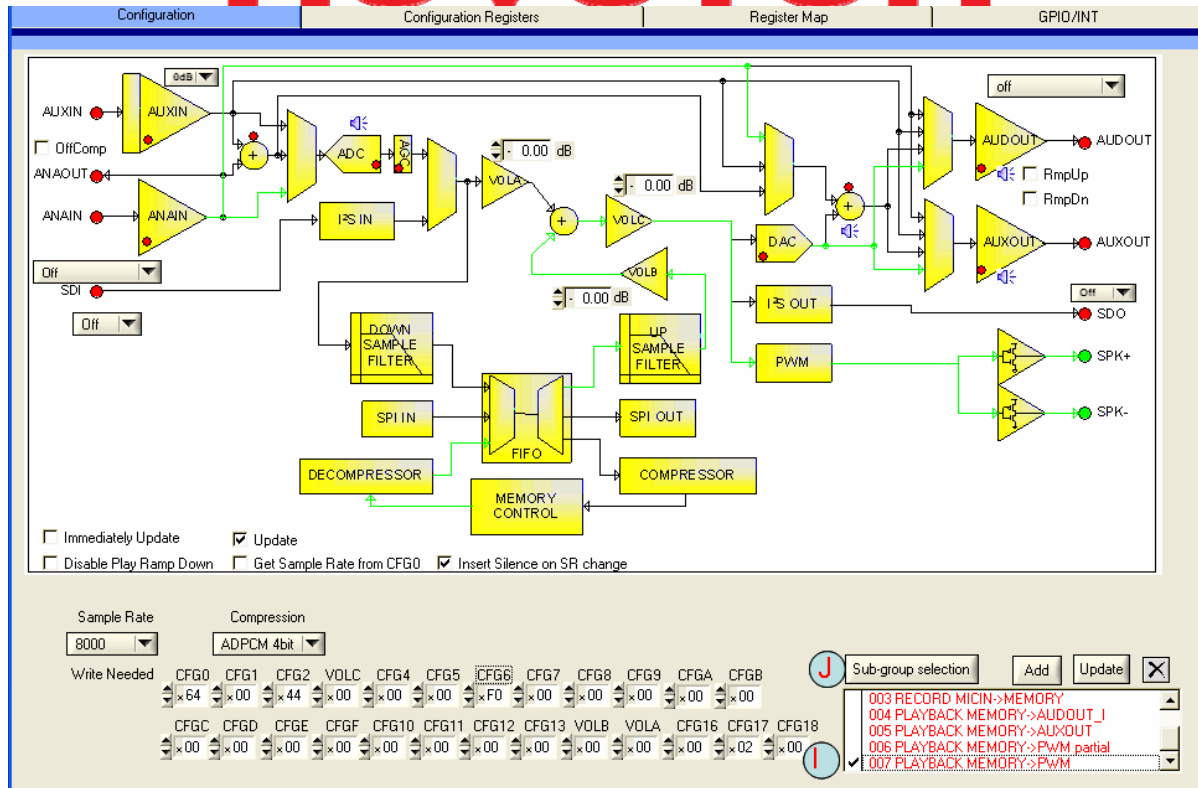 Configuration
Configuration Registers
Register Map
GPIO/INT
0dB
off
AUXIN
AUXIN
OffComp
ANAOUT
ANAIN
ANAIN
Off
SDI
Off
+
ADC
AGC
I²S IN
- 0.00 dB
VOLA
+
- 0.00 dB
VOLC
VOLB
- 0.00 dB
+
DAC
I²S OUT
PWM
AUDOUT
AUDOUT
RmpUp
RmpDn
AUXOUT
AUXOUT
Off
SDO
SPK+
SPK-
DOWN
SAMPLE
FILTER
UP
SAMPLE
FILTER
SPI IN
FIFO
SPI OUT
DECOMPRESSOR
COMPRESSOR
MEMORY
CONTROL
Immediately Update
Update
Disable Play Ramp Down
Get Sample Rate from CFG0
Insert Silence on SR change
Sample Rate
Compression
8000
ADPCM 4bit
Write Needed
CFG0 CFG1 CFG2 VOLC CFG4 CFG5 CFG6 CFG7 CFG8 CFG9 CFGA CFGB
x64 x00 x44 x00 x00 x00 xF0 x00 x00 x00 x00 x00
CFGC CFGD CFGE CFGF CFG10 CFG11 CFG12 CFG13 VOLB VOLA CFG16 CFG17 CFG18
x00 x00 x00 x00 x00 x00 x00 x00 x00 x00 x00 x02 x00
J
Sub-group selection
Add
Update
003 RECORD MICIN->MEMORY
004 PLAYBACK MEMORY->AUDOUT_I
005 PLAYBACK MEMORY->AUXOUT
006 PLAYBACK MEMORY->PWM partial
007 PLAYBACK MEMORY->PWM
I